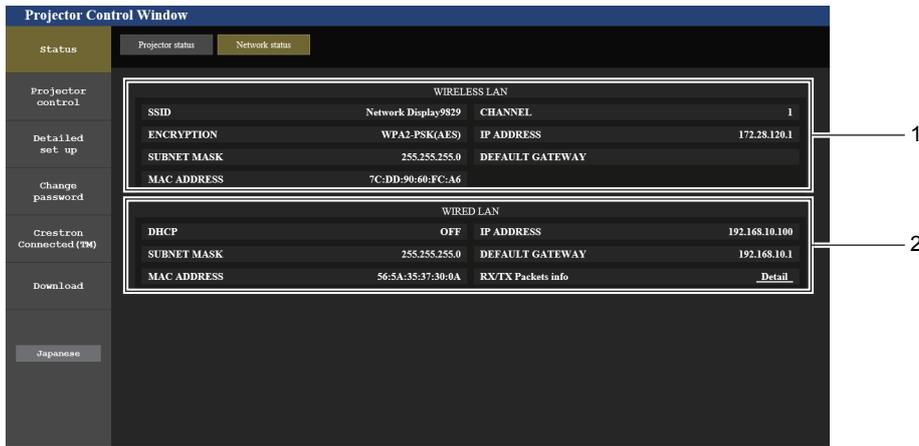 Projector Control Window
Status
Projector status
Network status
Projector
control
Detailed
set up
Change
password
Crestron
Connected(TM)
Download
Japanese
WIRELESS LAN
SSID Network Display9829 CHANNEL 1
ENCRYPTION WPA2-PSK(AES) IP ADDRESS 172.28.120.1
SUBNET MASK 255.255.255.0 DEFAULT GATEWAY
MAC ADDRESS 7C:DD:90:60:FC:A6
1
WIRED LAN
DHCP OFF IP ADDRESS 192.168.10.100
SUBNET MASK 255.255.255.0 DEFAULT GATEWAY 192.168.10.1
MAC ADDRESS 56:5A:35:37:30:0A RX/TX Packets info Detail
2